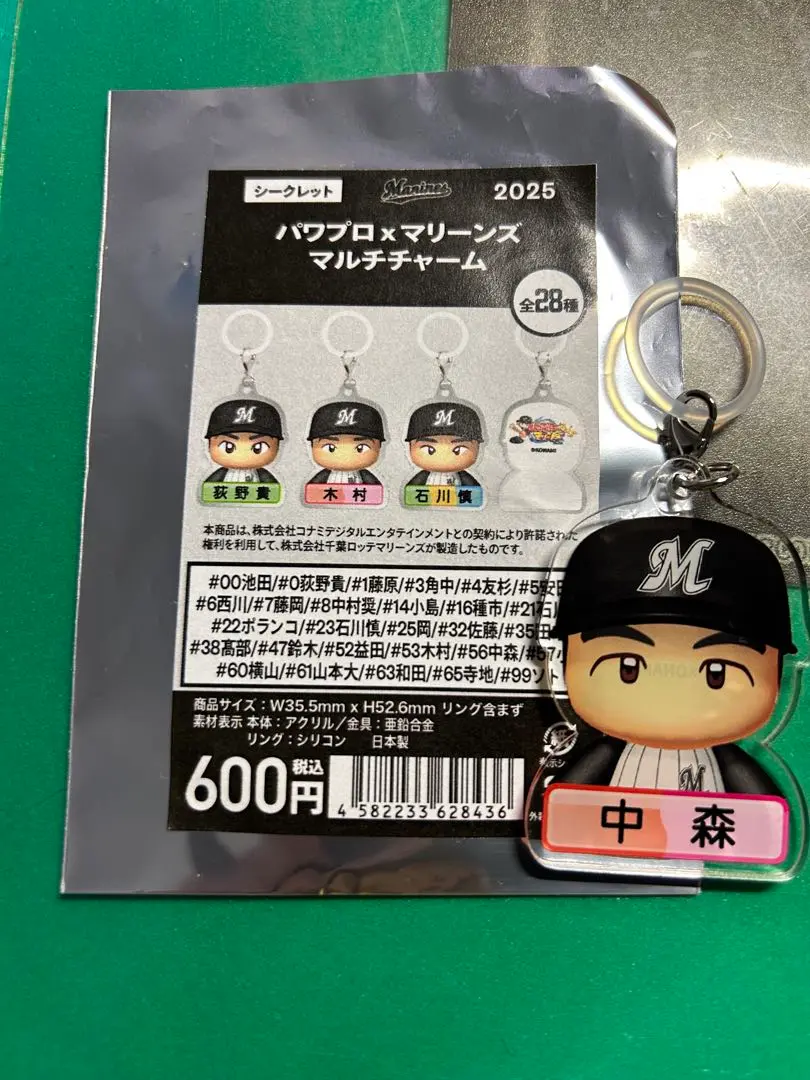 シークレット
Marines
2025
パワプロ x マリーンズ
マルチチャーム
全28種
荻野貴
木村
石川慎
©KONAMI
本商品は、株式会社コナミデジタルエンタテインメントとの契約により許諾された
権利を利用して、株式会社千葉ロッテマリーンズが製造したものです。
#00池田/#0荻野貴/#1藤原/#3角中/#4友杉/#5安田
#6西川/#7藤岡/#8中村奨/#14小島/#16種市/#21石川
#22ポランコ/#23石川慎/#25岡/#32佐藤/#35田
#38髙部/#47鈴木/#52益田/#53木村/#56中森/#57小
#60横山/#61山本大/#63和田/#65寺地/#99ソト
商品サイズ：W35.5mm x H52.6mm リング含まず
素材表示 本体：アクリル／金具：亜鉛合金
リング：シリコン 日本製
600円
税込
4 582233 628436
M
M
中森